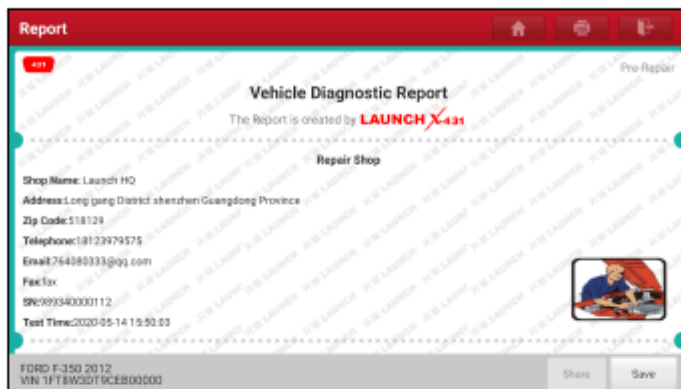 Report
431
Pre Repair
Vehicle Diagnostic Report
The Report is created by LAUNCH X-431
Repair Shop
Shop Name: Launch HQ
Address:Long gang District shenzhen Guangdong Province
Zip Code:518129
Telephone:18123979575
Email:764080333@qq.com
Fax:fax
SN:989340000112
Test Time:2020-05-14 15:50:03
FORD F-350 2012
VIN 1FT8W3DT9CEB00000
Share
Save